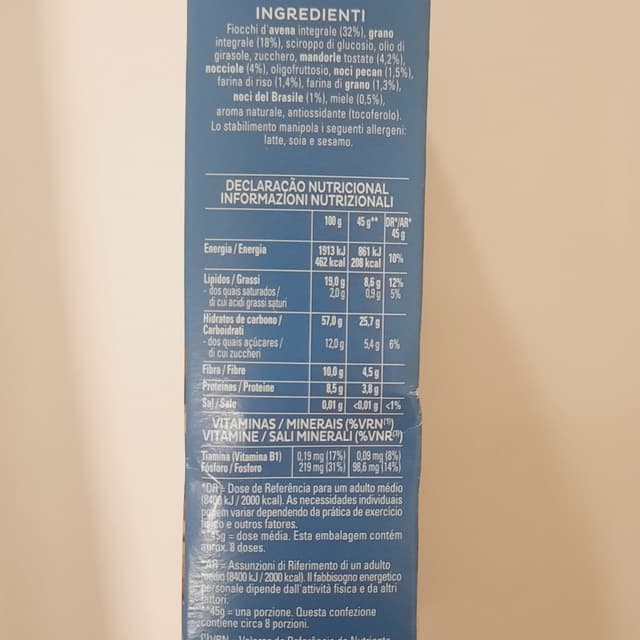 INGREDIENTI
Fiocchi d'avena integrale (32%), grano
integrale (18%), sciroppo di glucosio, olio di
girasole, zucchero, mandorle tostate (4,2%),
nocciole (4%), oligofruttosio, noci pecan (1,5%),
farina di riso (1,4%), farina di grano (1,3%),
noci del Brasile (1%), miele (0,5%),
aroma naturale, antiossidante (tocoferolo).
Lo stabilimento manipola i seguenti allergeni:
latte, soia e sesamo.
DECLARAÇÃO NUTRICIONAL
INFORMAZIONI NUTRIZIONALI
100 g 45 g** DR*/AR*
45 g
Energia / Energia 1913 kJ 861 kJ 10%
462 kcal 208 kcal
Lípidos / Grassi 19,0 g 8,6 g 12%
- dos quais saturados / 2,0 g 0,9 g 5%
di cui acidi grassi saturi
Hidratos de carbono / 57,0 g 25,7 g
Carboidrati
- dos quais açúcares / 12,0 g 5,4 g 6%
di cui zuccheri
Fibra / Fibre 10,0 g 4,5 g
Proteínas / Proteine 8,5 g 3,8 g
Sal / Sale 0,01 g <0,01 g <1%
VITAMINAS / MINERAIS (%VRN(1))
VITAMINE / SALI MINERALI (%VNR(1))
Tiamina (Vitamina B1) 0,19 mg (17%) 0,09 mg (8%)
Fósforo / Fosforo 219 mg (31%) 98,6 mg (14%)
*DR = Dose de Referência para um adulto médio
(8400 kJ / 2000 kcal). As necessidades individuais
podem variar dependendo da prática de exercício
físico e outros fatores.
**45g = dose média. Esta embalagem contém
aprox. 8 doses.
*AR = Assunzioni di Riferimento di un adulto
medio (8400 kJ / 2000 kcal). Il fabbisogno energetico
personale dipende dall'attività fisica e da altri
fattori.
**45g = una porzione. Questa confezione
contiene circa 8 porzioni.
(1)VRN = Valores de Referência do Nutriente